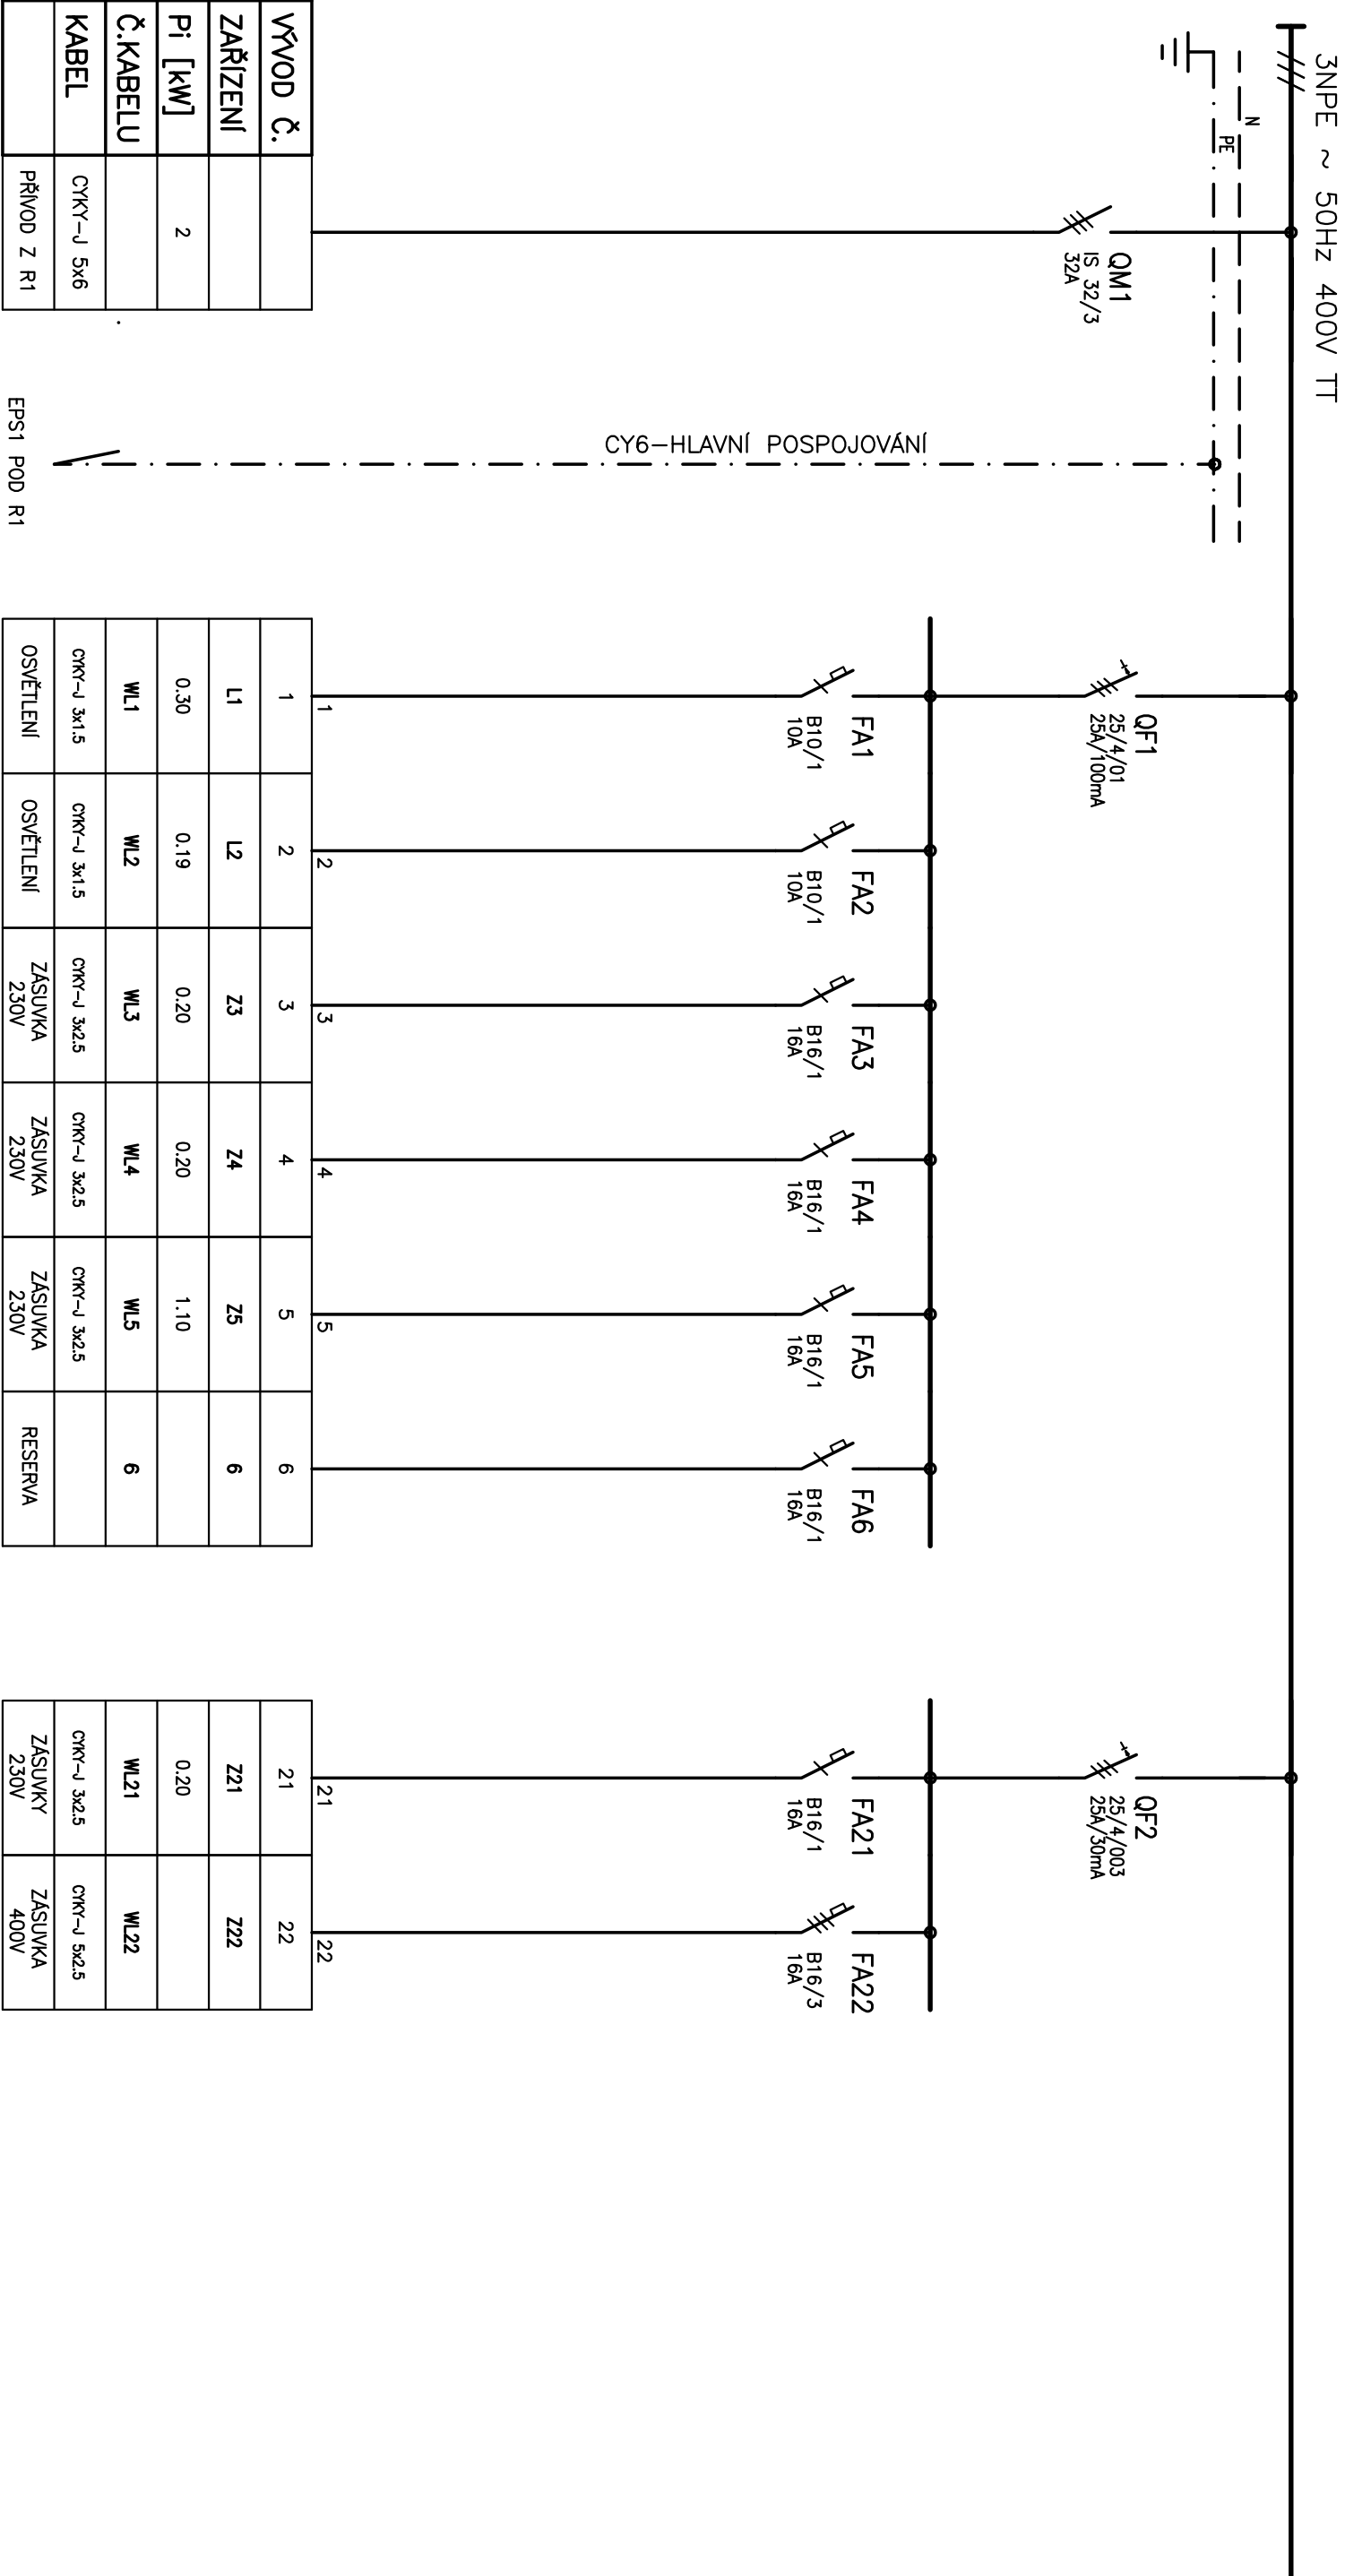 3NPE ~ 50Hz 400V TT
N
PE
QM1
IS 32/3
32A
QF1
25/4/01
25A/100mA
QF2
25/4/003
25A/30mA
CY6-HLAVNÍ POSPOJOVÁNÍ
FA1
B10/1
10A
FA2
B10/1
10A
FA3
B16/1
16A
FA4
B16/1
16A
FA5
B16/1
16A
FA6
B16/1
16A
FA21
B16/1
16A
FA22
B16/3
16A
1 2 3 4 5 21 22
VÝVOD Č. 1 2 3 4 5 6 21 22
ZAŘÍZENÍ L1 L2 Z3 Z4 Z5 6 Z21 Z22
Pi [kW] 2 0.30 0.19 0.20 0.20 1.10 0.20
Č.KABELU WL1 WL2 WL3 WL4 WL5 6 WL21 WL22
KABEL CYKY-J 5x6 CYKY-J 3x1.5 CYKY-J 3x1.5 CYKY-J 3x2.5 CYKY-J 3x2.5 CYKY-J 3x2.5 CYKY-J 3x2.5 CYKY-J 5x2.5
PŘÍVOD Z R1
EPS1 POD R1
OSVĚTLENÍ
OSVĚTLENÍ
ZÁSUVKA
230V
ZÁSUVKA
230V
ZÁSUVKA
230V
RESERVA
ZÁSUVKY
230V
ZÁSUVKA
400V